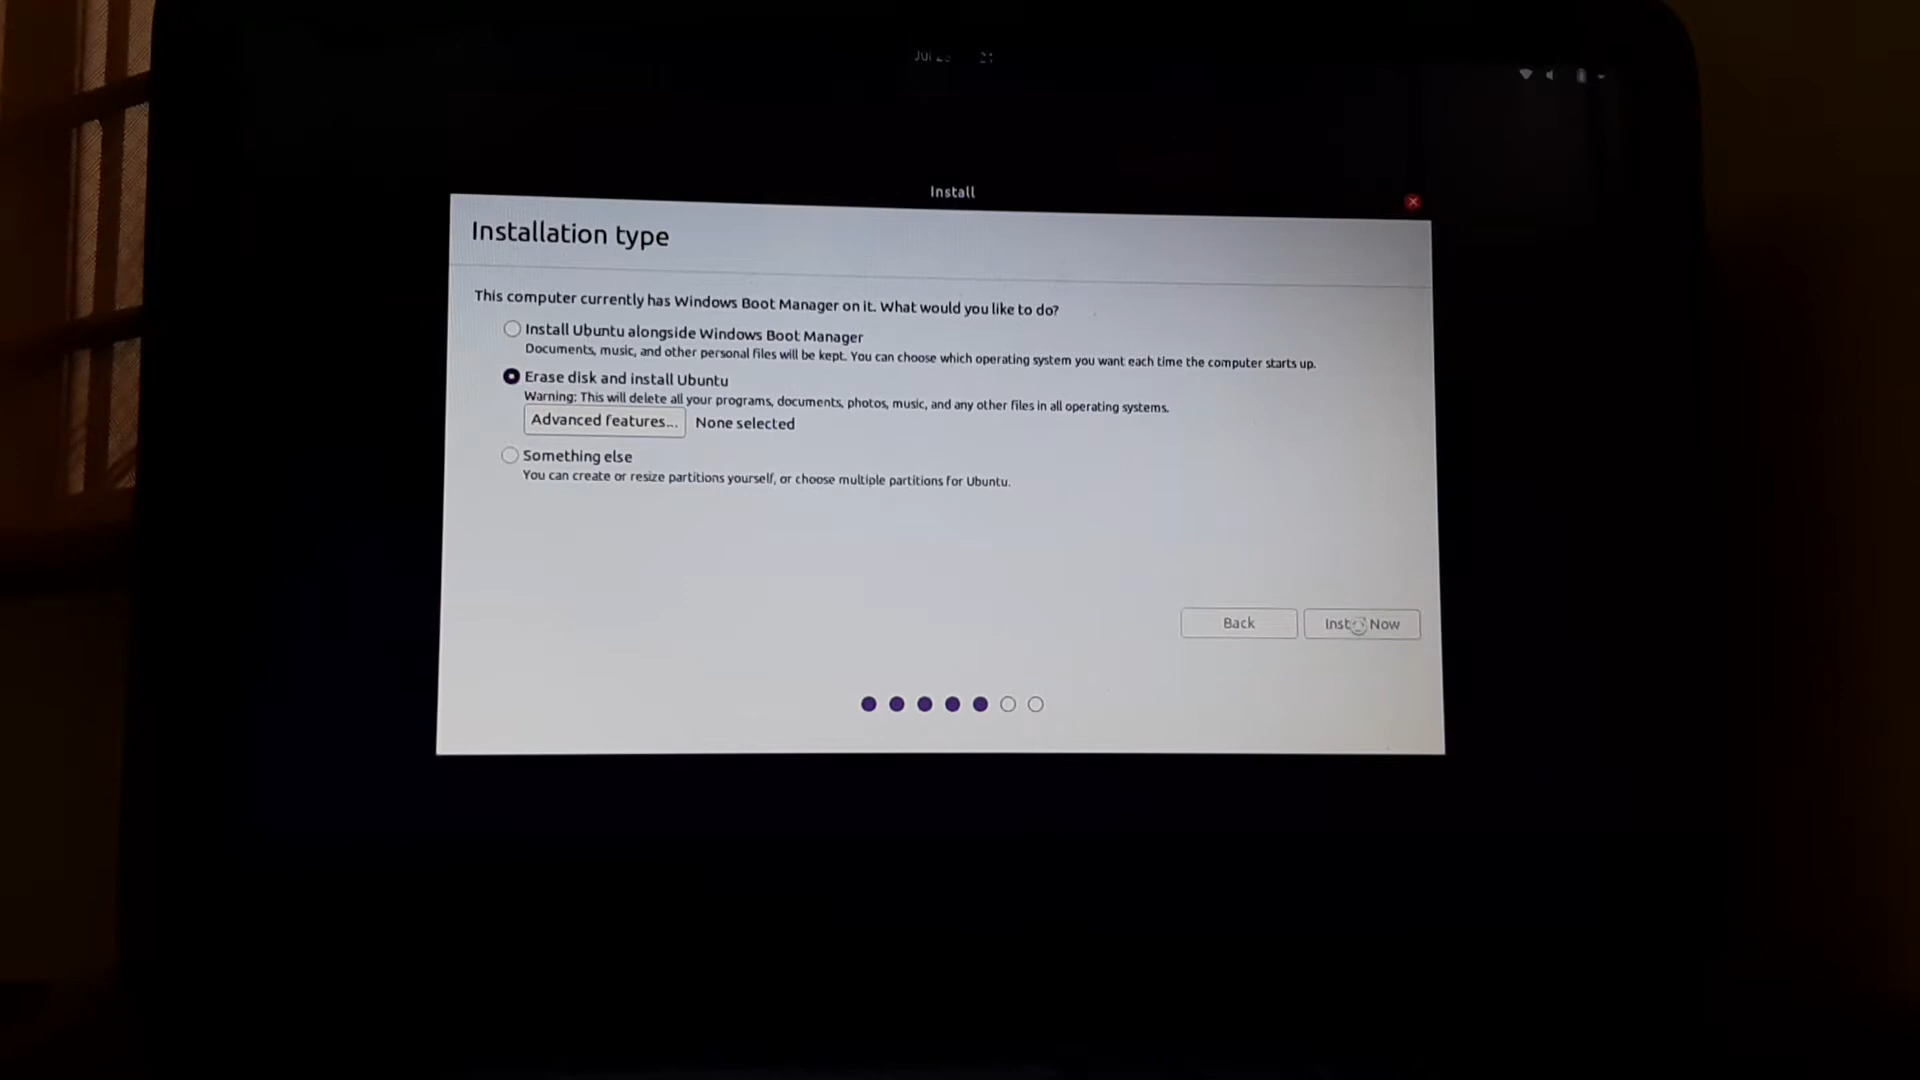 Jul
Install
Installation type
This computer currently has Windows Boot Manager on it. What would you like to do?
Install Ubuntu alongside Windows Boot Manager
Documents, music, and other personal files will be kept. You can choose which operating system you want each time the computer starts up.
Erase disk and install Ubuntu
Warning: This will delete all your programs, documents, photos, music, and any other files in all operating systems.
Advanced features... None selected
Something else
You can create or resize partitions yourself, or choose multiple partitions for Ubuntu.
Back Install Now